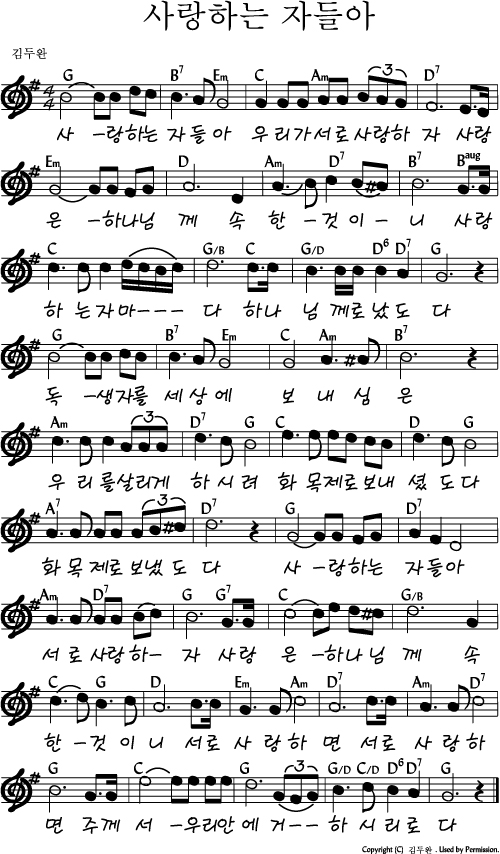 사랑하는 자들아
김두완
G B7 Em C Am D7
사 -랑하는 자들아 우리가서로 사랑하 자 사랑
Em D Am D7 B7 Baug
은 -하나님 께 속 한-것이-니 사랑
C G/B C G/D D6 D7 G
하 는자마---- 다 하나 님 께로 났 도 다
G B7 Em C Am B7
독 -생자를 세상에 보 내 심 은
Am D7 G C
우 리를살리게 하시려 화 목제로보내 셨 도다
A7 D7 G D7
화 목 제로 보냈 도 다 사 -랑하는 자들아
Am D7 G G7 C G/B
서로 사랑하- 자 사랑 은 -하나님 께 속
C G D Em Am D7
한-것 이니 서로 사 랑하 면 서로 사 랑하
G C G G/D C/D D6 D7 G
면 주께 서 -우리안 에 거---하 시 리로 다
Copyright (C) 김두완 . Used by Permission.